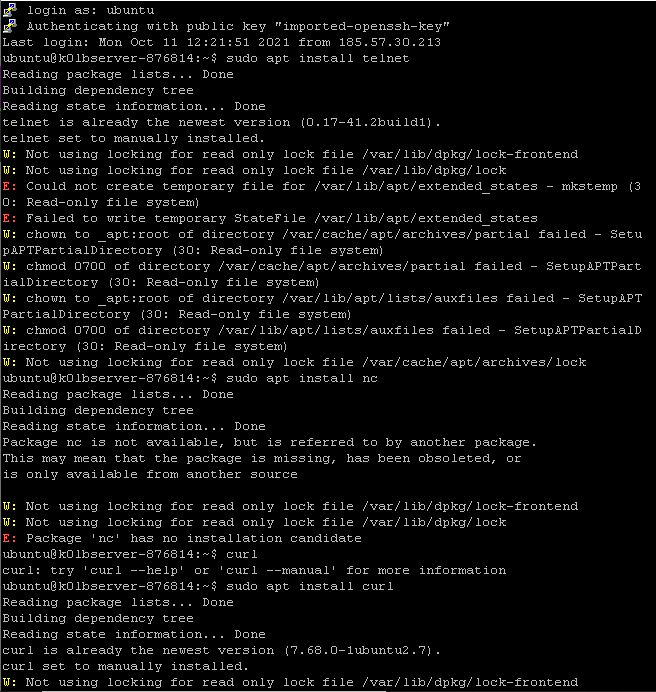 login as: ubuntu
Authenticating with public key "imported-openssh-key"
Last login: Mon Oct 11 12:21:51 2021 from 185.57.30.213
ubuntu@k0lbserver-876814:~$ sudo apt install telnet
Reading package lists... Done
Building dependency tree
Reading state information... Done
telnet is already the newest version (0.17-41.2build1).
telnet set to manually installed.
W: Not using locking for read only lock file /var/lib/dpkg/lock-frontend
W: Not using locking for read only lock file /var/lib/dpkg/lock
E: Could not create temporary file for /var/lib/apt/extended_states - mkstemp (3
0: Read-only file system)
E: Failed to write temporary StateFile /var/lib/apt/extended_states
W: chown to _apt:root of directory /var/cache/apt/archives/partial failed - Setu
pAPTPartialDirectory (30: Read-only file system)
W: chmod 0700 of directory /var/cache/apt/archives/partial failed - SetupAPTPart
ialDirectory (30: Read-only file system)
W: chown to _apt:root of directory /var/lib/apt/lists/auxfiles failed - SetupAPT
PartialDirectory (30: Read-only file system)
W: chmod 0700 of directory /var/lib/apt/lists/auxfiles failed - SetupAPTPartialD
irectory (30: Read-only file system)
W: Not using locking for read only lock file /var/cache/apt/archives/lock
ubuntu@k0lbserver-876814:~$ sudo apt install nc
Reading package lists... Done
Building dependency tree
Reading state information... Done
Package nc is not available, but is referred to by another package.
This may mean that the package is missing, has been obsoleted, or
is only available from another source
W: Not using locking for read only lock file /var/lib/dpkg/lock-frontend
W: Not using locking for read only lock file /var/lib/dpkg/lock
E: Package 'nc' has no installation candidate
ubuntu@k0lbserver-876814:~$ curl
curl: try 'curl --help' or 'curl --manual' for more information
ubuntu@k0lbserver-876814:~$ sudo apt install curl
Reading package lists... Done
Building dependency tree
Reading state information... Done
curl is already the newest version (7.68.0-1ubuntu2.7).
curl set to manually installed.
W: Not using locking for read only lock file /var/lib/dpkg/lock-frontend